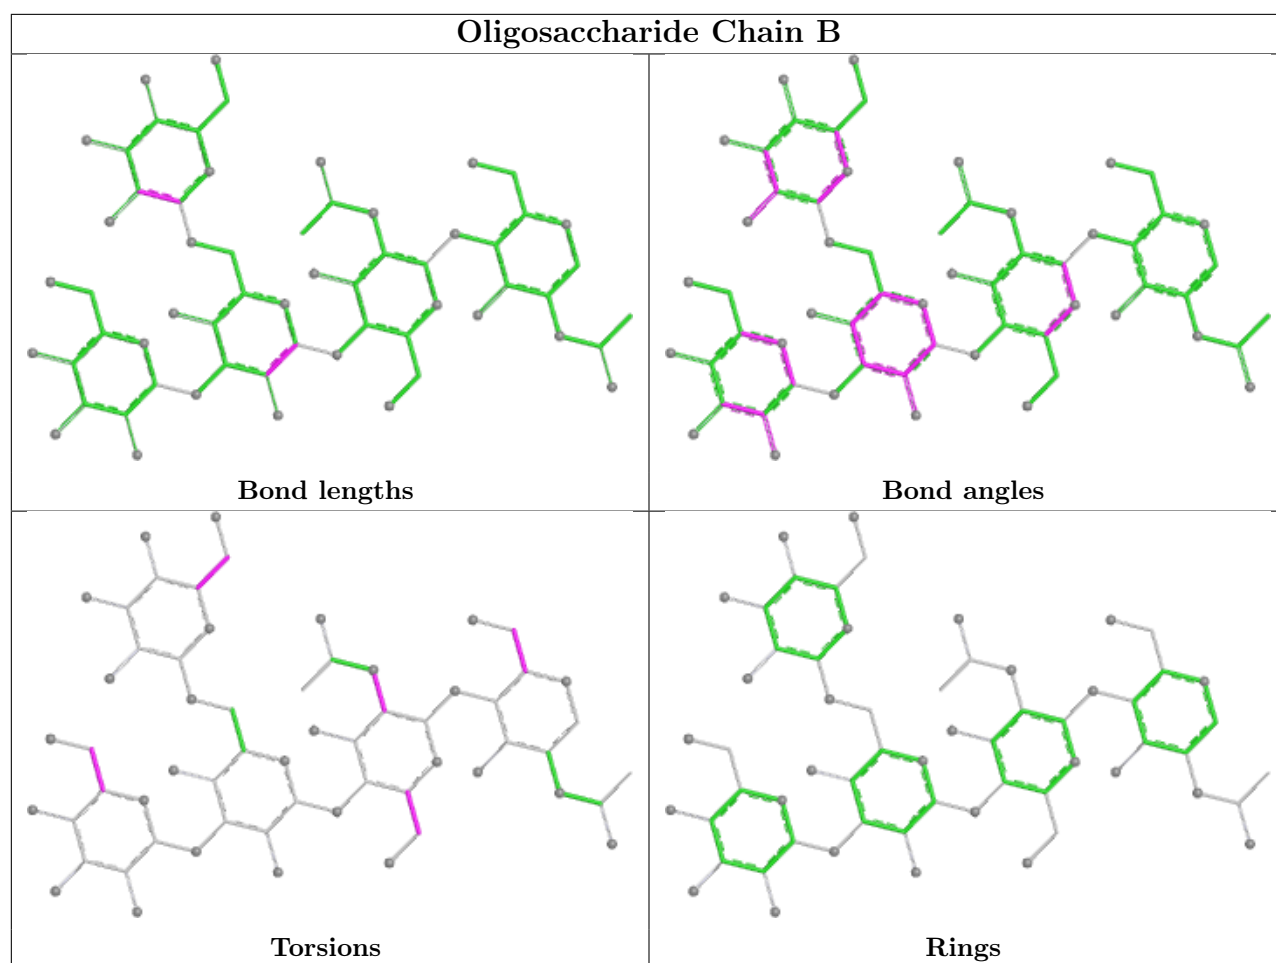 Oligosaccharide Chain B
Bond lengths
Bond angles
Torsions
Rings